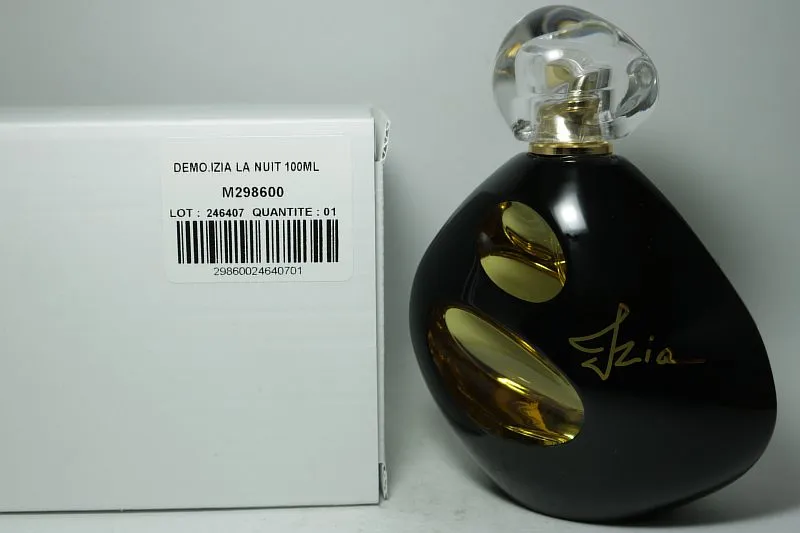 DEMO.IZIA LA NUIT 100ML
M298600
LOT : 246407 QUANTITE : 01
29860024640701
Izia